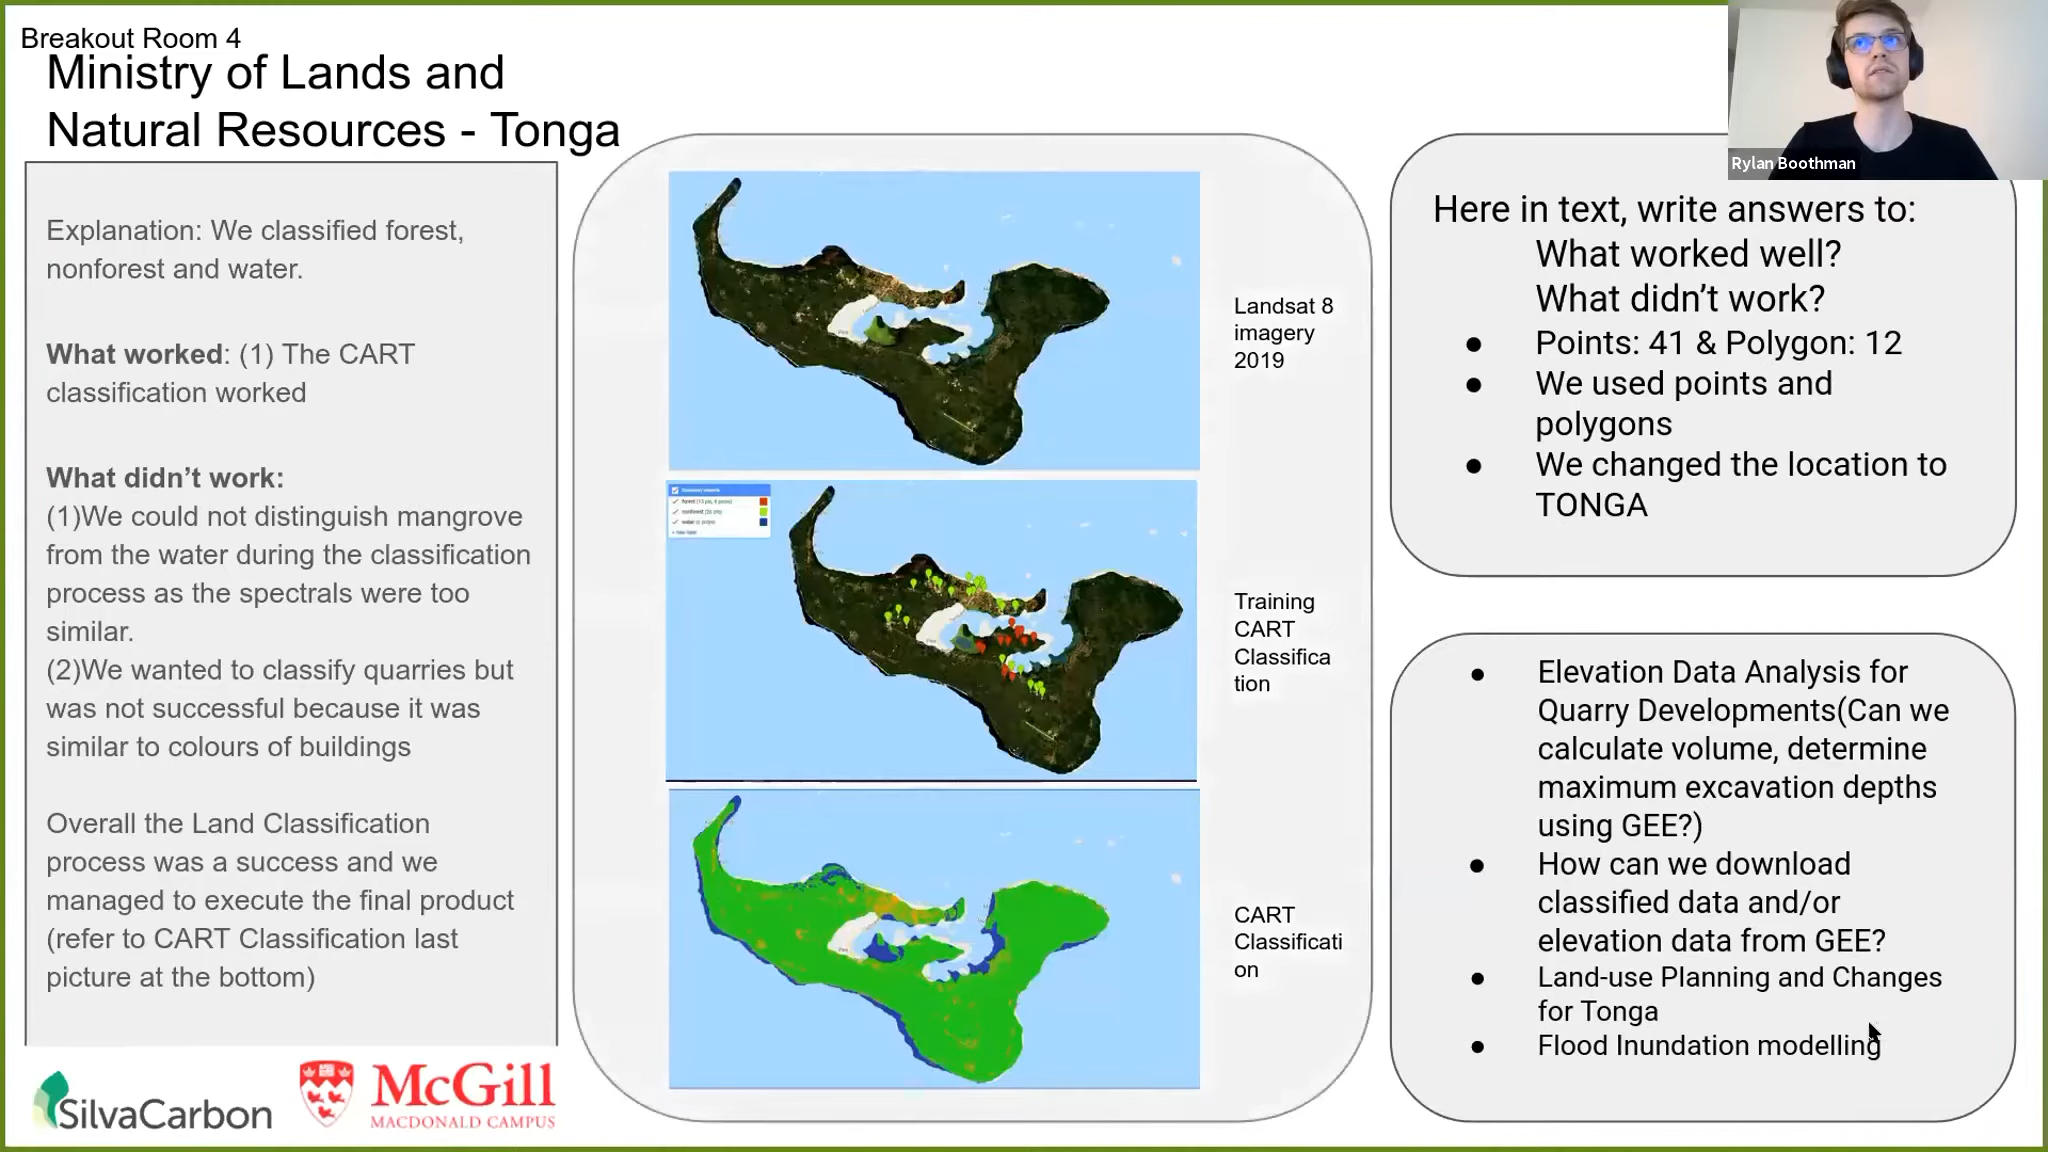 Breakout Room 4
Ministry of Lands and
Natural Resources - Tonga
Explanation: We classified forest,
nonforest and water.
What worked: (1) The CART
classification worked
What didn’t work:
(1)We could not distinguish mangrove
from the water during the classification
process as the spectrals were too
similar.
(2)We wanted to classify quarries but
was not successful because it was
similar to colours of buildings
Overall the Land Classification
process was a success and we
managed to execute the final product
(refer to CART Classification last
picture at the bottom)
SilvaCarbon
McGill
MACDONALD CAMPUS
Landsat 8
imagery
2019
Training
CART
Classifica
tion
CART
Classificati
on
Rylan Boothman
Here in text, write answers to:
What worked well?
What didn’t work?
● Points: 41 & Polygon: 12
● We used points and
polygons
● We changed the location to
TONGA
● Elevation Data Analysis for
Quarry Developments(Can we
calculate volume, determine
maximum excavation depths
using GEE?)
● How can we download
classified data and/or
elevation data from GEE?
● Land-use Planning and Changes
for Tonga
● Flood Inundation modelling